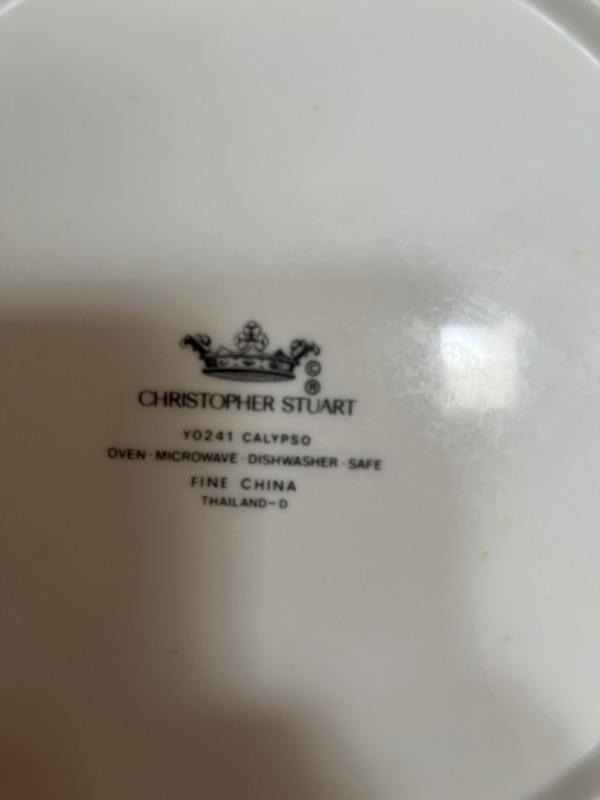 ©
®
CHRISTOPHER STUART
Y0241 CALYPSO
OVEN · MICROWAVE · DISHWASHER · SAFE
FINE CHINA
THAILAND-D